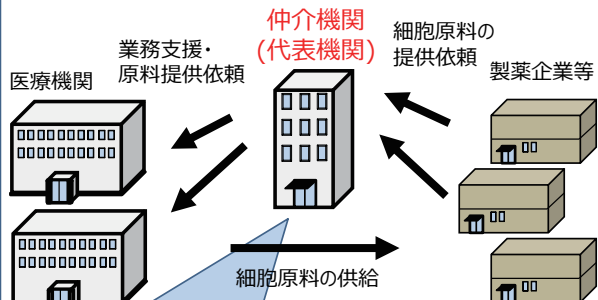 仲介機関
(代表機関)
細胞原料の
提供依頼
業務支援・
原料提供依頼
医療機関
製薬企業等
細胞原料の供給